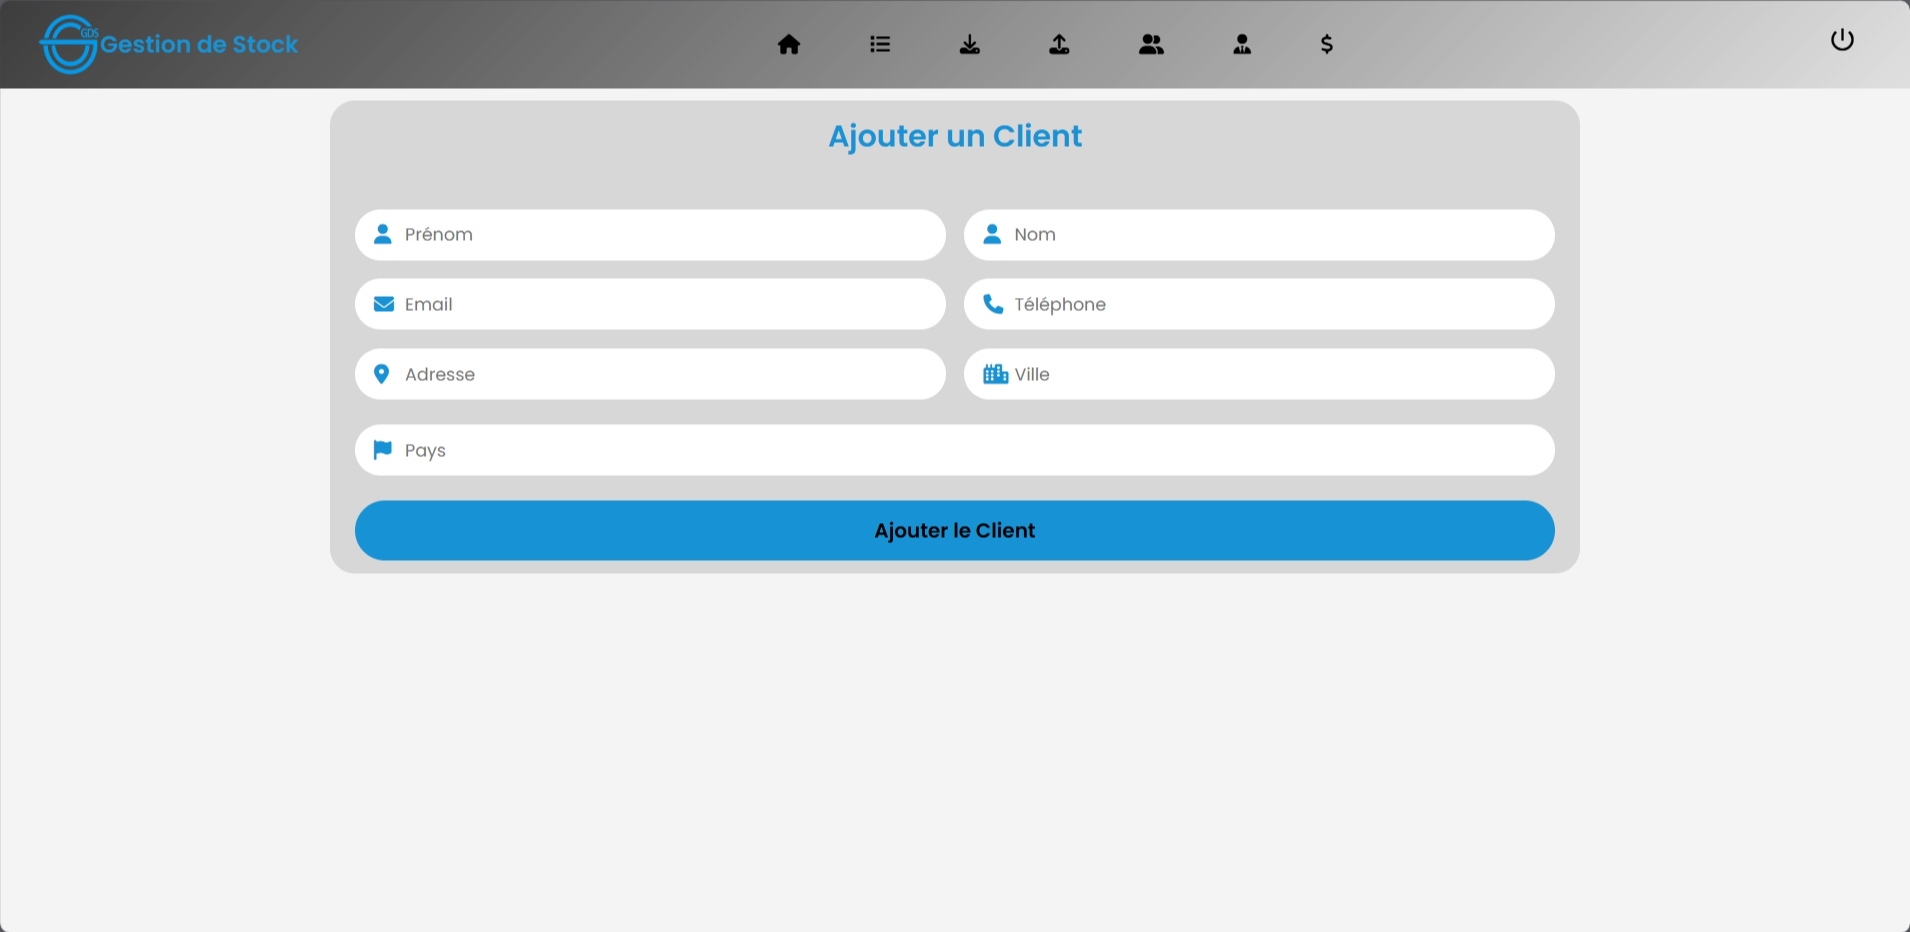 GDS Gestion de Stock
Ajouter un Client
Prénom
Nom
Email
Téléphone
Adresse
Ville
Pays
Ajouter le Client